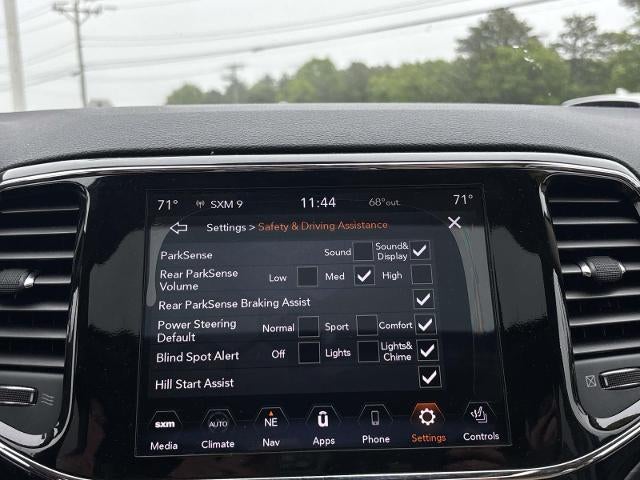 71° SXM 9 11:44 68°out. 71°
Settings > Safety & Driving Assistance
ParkSense Sound Sound& Display
Rear ParkSense Volume Low Med High
Rear ParkSense Braking Assist
Power Steering Default Normal Sport Comfort
Blind Spot Alert Off Lights Lights& Chime
Hill Start Assist
sxm AUTO NE
Media Climate Nav Apps Phone Settings Controls